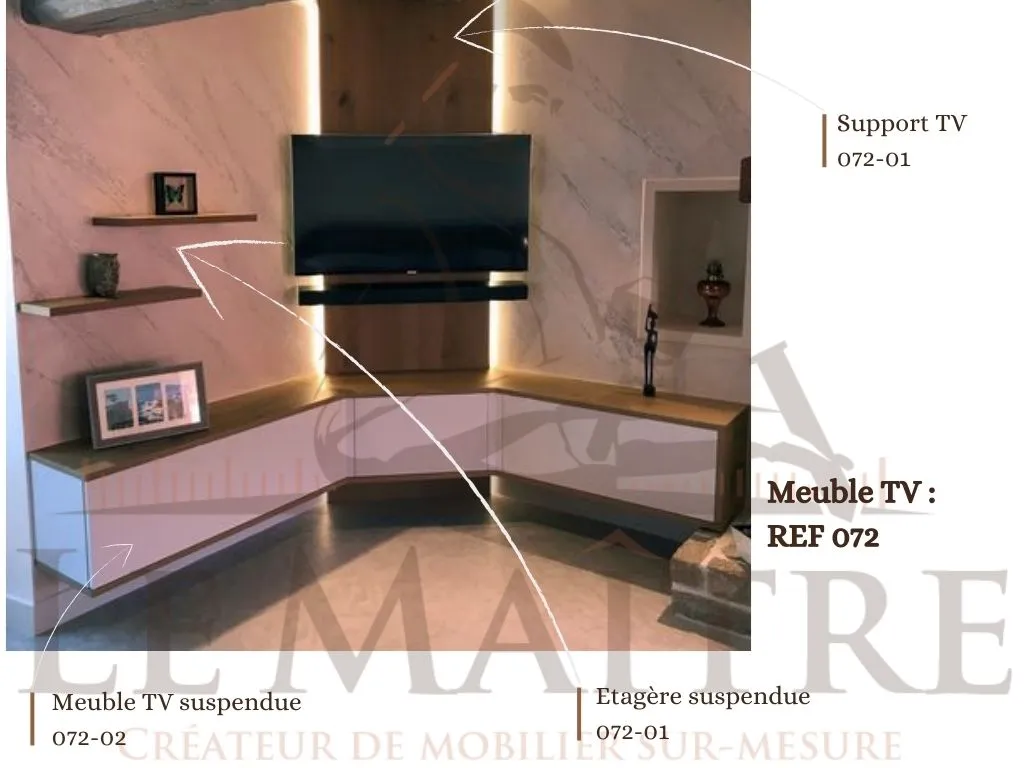 Support TV
072-01
Meuble TV :
REF 072
LE MAÎTRE
Meuble TV suspendue
072-02
Etagère suspendue
072-01
CRÉATEUR DE MOBILIER SUR-MESURE